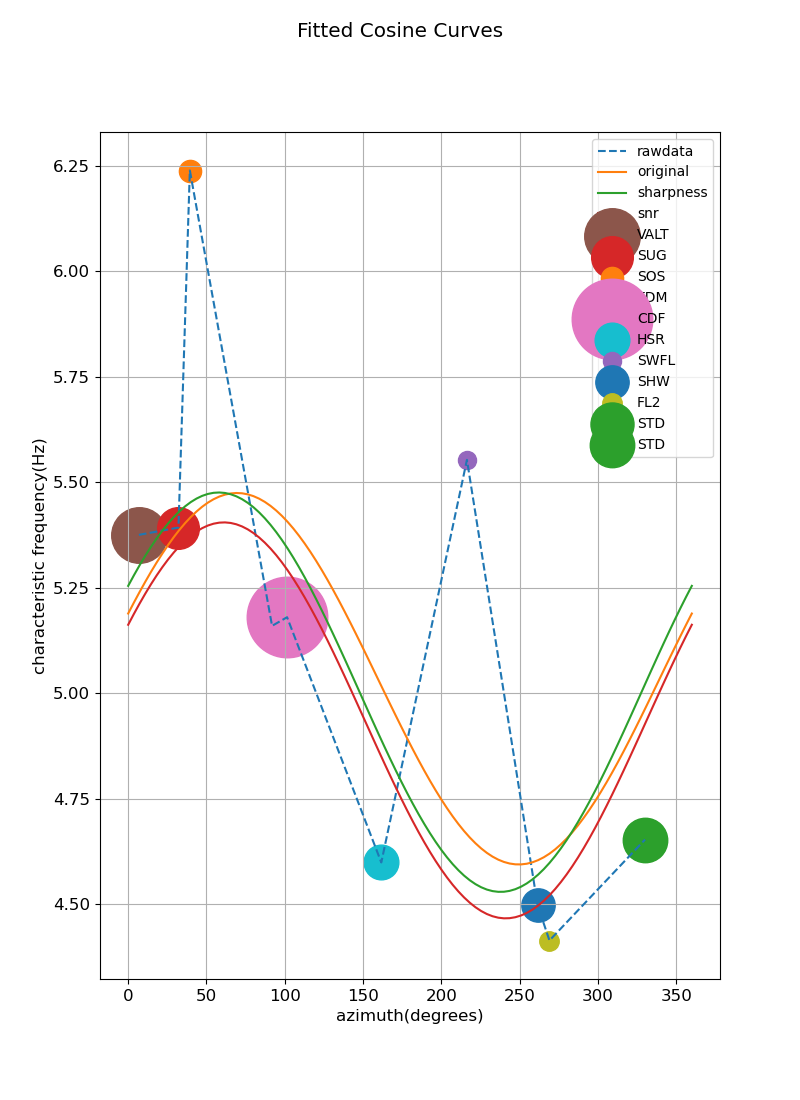 Fitted Cosine Curves
characteristic frequency(Hz)
6.25
6.00
5.75
5.50
5.25
5.00
4.75
4.50
0 50 100 150 200 250 300 350
azimuth(degrees)
rawdata
original
sharpness
snr
VALT
SUG
SOS
CDF
HSR
SWFL
SHW
FL2
STD
STD